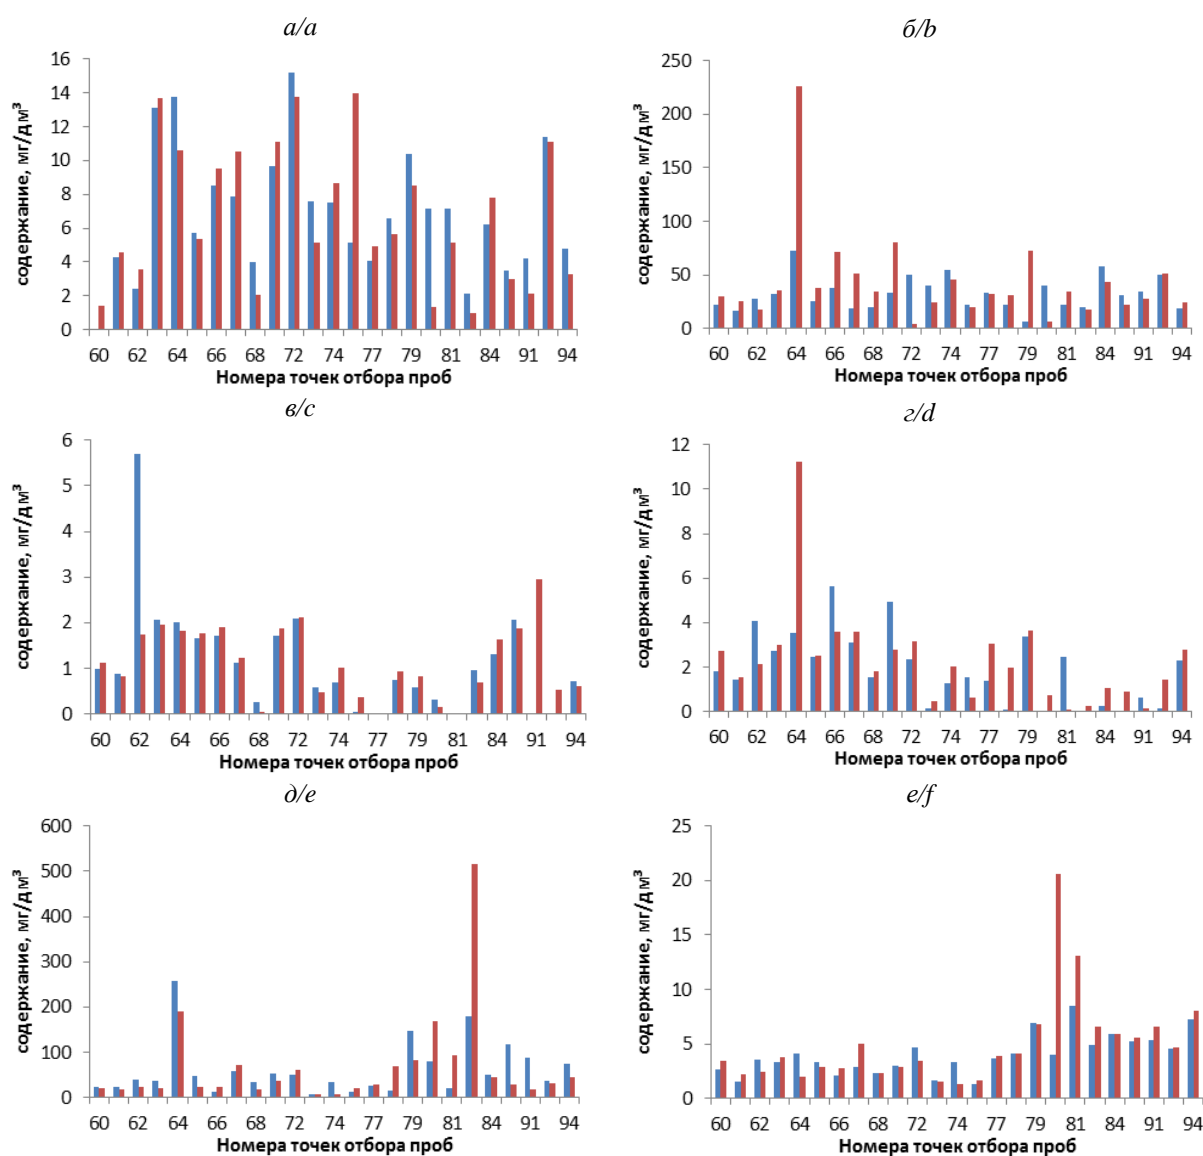 а/a
содержание, мг/дм³
16
14
12
10
8
6
4
2
0
60 62 64 66 68 72 74 77 79 81 84 91 94
Номера точек отбора проб
б/b
содержание, мг/дм³
250
200
150
100
50
0
60 62 64 66 68 72 74 77 79 81 84 91 94
Номера точек отбора проб
в/c
содержание, мг/дм³
6
5
4
3
2
1
0
60 62 64 66 68 72 74 77 79 81 84 91 94
Номера точек отбора проб
г/d
содержание, мг/дм³
12
10
8
6
4
2
0
60 62 64 66 68 72 74 77 79 81 84 91 94
Номера точек отбора проб
д/e
содержание, мг/дм³
600
500
400
300
200
100
0
60 62 64 66 68 72 74 77 79 81 84 91 94
Номера точек отбора проб
е/f
содержание, мг/дм³
25
20
15
10
5
0
60 62 64 66 68 72 74 77 79 81 84 91 94
Номера точек отбора проб